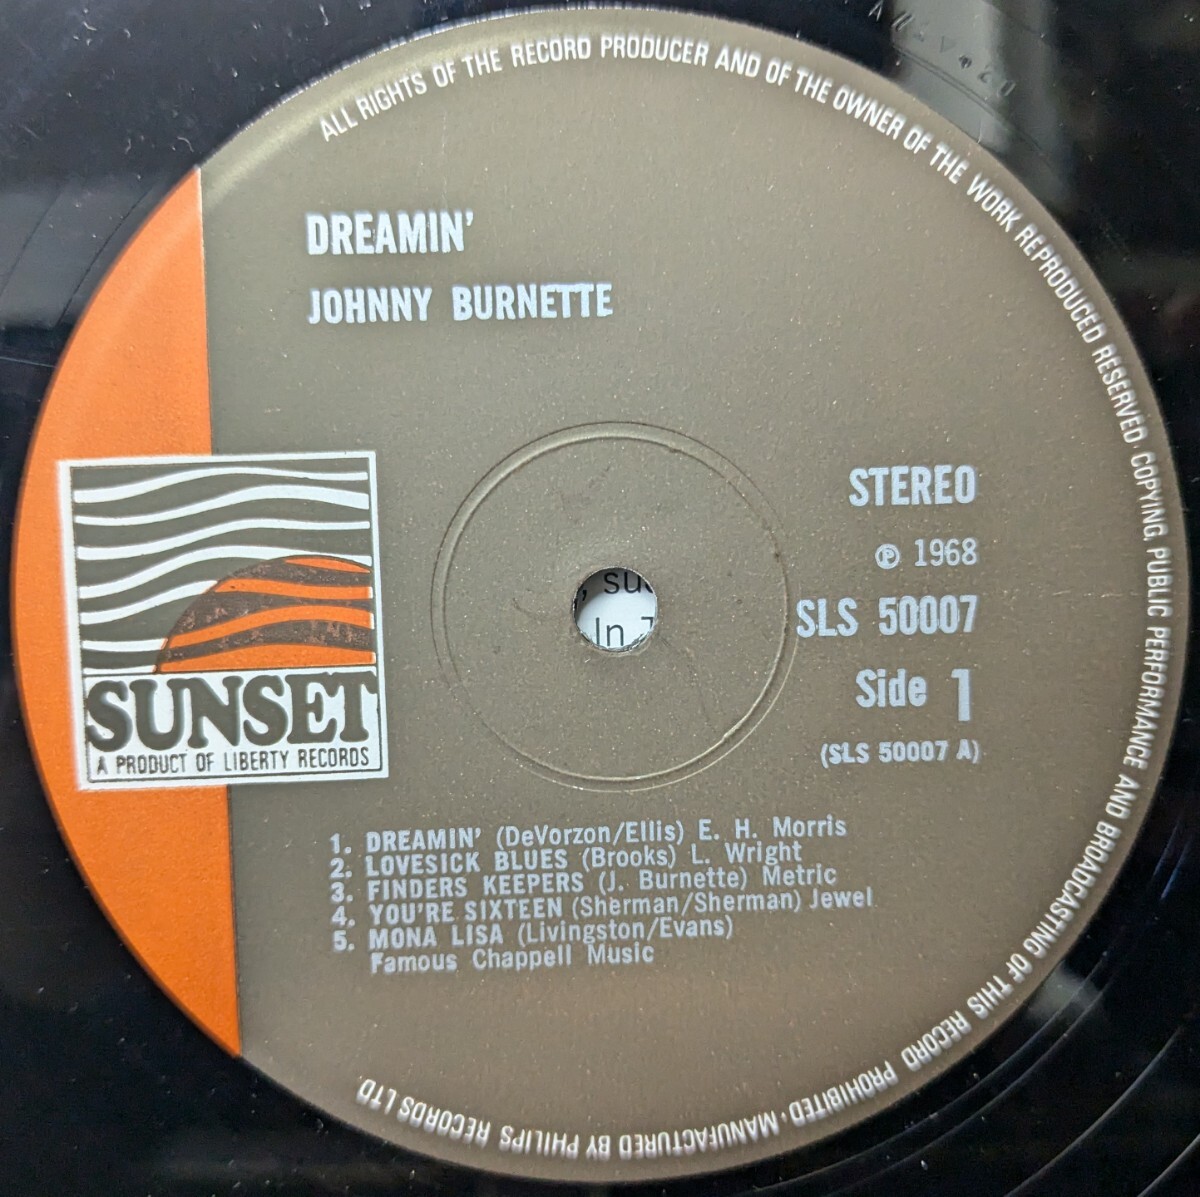 ALL RIGHTS OF THE RECORD PRODUCER AND OF THE OWNER OF THE WORK REPRODUCED RESERVED. COPYING, PUBLIC PERFORMANCE AND BROADCASTING OF THIS RECORD PROHIBITED · MANUFACTURED BY PHILIPS RECORDS LTD
DREAMIN'
JOHNNY BURNETTE
STEREO
℗ 1968
SLS 50007
Side 1
(SLS 50007 A)
SUNSET
A PRODUCT OF LIBERTY RECORDS
In
1. DREAMIN' (DeVorzon/Ellis) E. H. Morris
2. LOVESICK BLUES (Brooks) L. Wright
3. FINDERS KEEPERS (J. Burnette) Metric
4. YOU'RE SIXTEEN (Sherman/Sherman) Jewel
5. MONA LISA (Livingston/Evans)
Famous Chappell Music